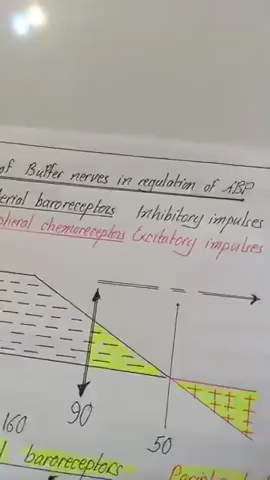 of Buffer nerves in regulation of ABP
baroreceptors Inhibitory impulses
chemoreceptors Excitatory impulses
160
90
50
baroreceptors